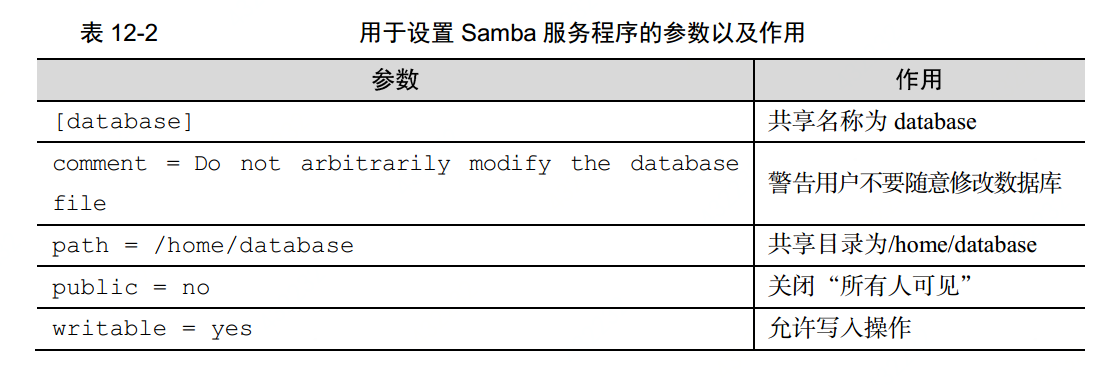 表 12-2 用于设置 Samba 服务程序的参数以及作用
参数 作用
[database] 共享名称为 database
comment = Do not arbitrarily modify the database
file
警告用户不要随意修改数据库
path = /home/database 共享目录为/home/database
public = no 关闭“所有人可见”
writable = yes 允许写入操作